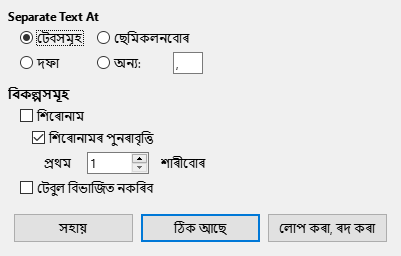 Separate Text At
টেবসমূহ ছেমিকলনবোৰ
দফা অন্য: ,
বিকল্পসমূহ
শিৰোনাম
শিৰোনামৰ পুনৰাবৃত্তি
প্ৰথম 1 শাৰীবোৰ
টেবুল বিভাজিত নকৰিব
সহায় ঠিক আছে লোপ কৰা, ৰদ কৰা